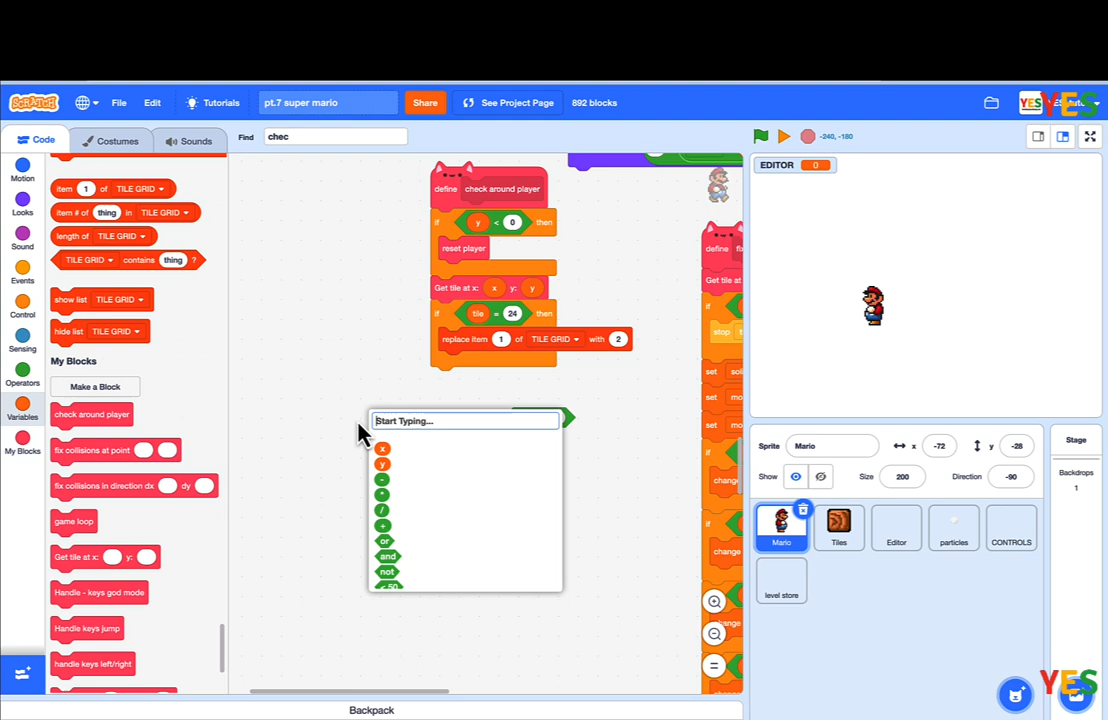 SCRATCH File Edit Tutorials pt.7 super mario Share See Project Page 892 blocks YES YES
Code Costumes Sounds Find chec -240, -180
EDITOR 0
Motion
Looks
Sound
Events
Control
Sensing
Operators
Variables
My Blocks
item 1 of TILE GRID
item # of thing in TILE GRID
length of TILE GRID
TILE GRID contains thing ?
show list TILE GRID
hide list TILE GRID
My Blocks
Make a Block
check around player
fix collisions at point
fix collisions in direction dx dy
game loop
Get tile at x: y:
Handle - keys god mode
Handle keys jump
handle keys left/right
define check around player
if y < 0 then
reset player
Get tile at x: x y: y
if tile = 24 then
replace item 1 of TILE GRID with 2
Start Typing...
x
y
-
*
/
+
or
and
not
< 50
define
Get tile at
if
stop
set
set mo
set mo
if
change
if
change
if
change
if
Sprite Mario x -72 y -28
Show Size 200 Direction -90
Mario Tiles Editor particles CONTROLS
level store
Stage
Backdrops
1
YES
Backpack